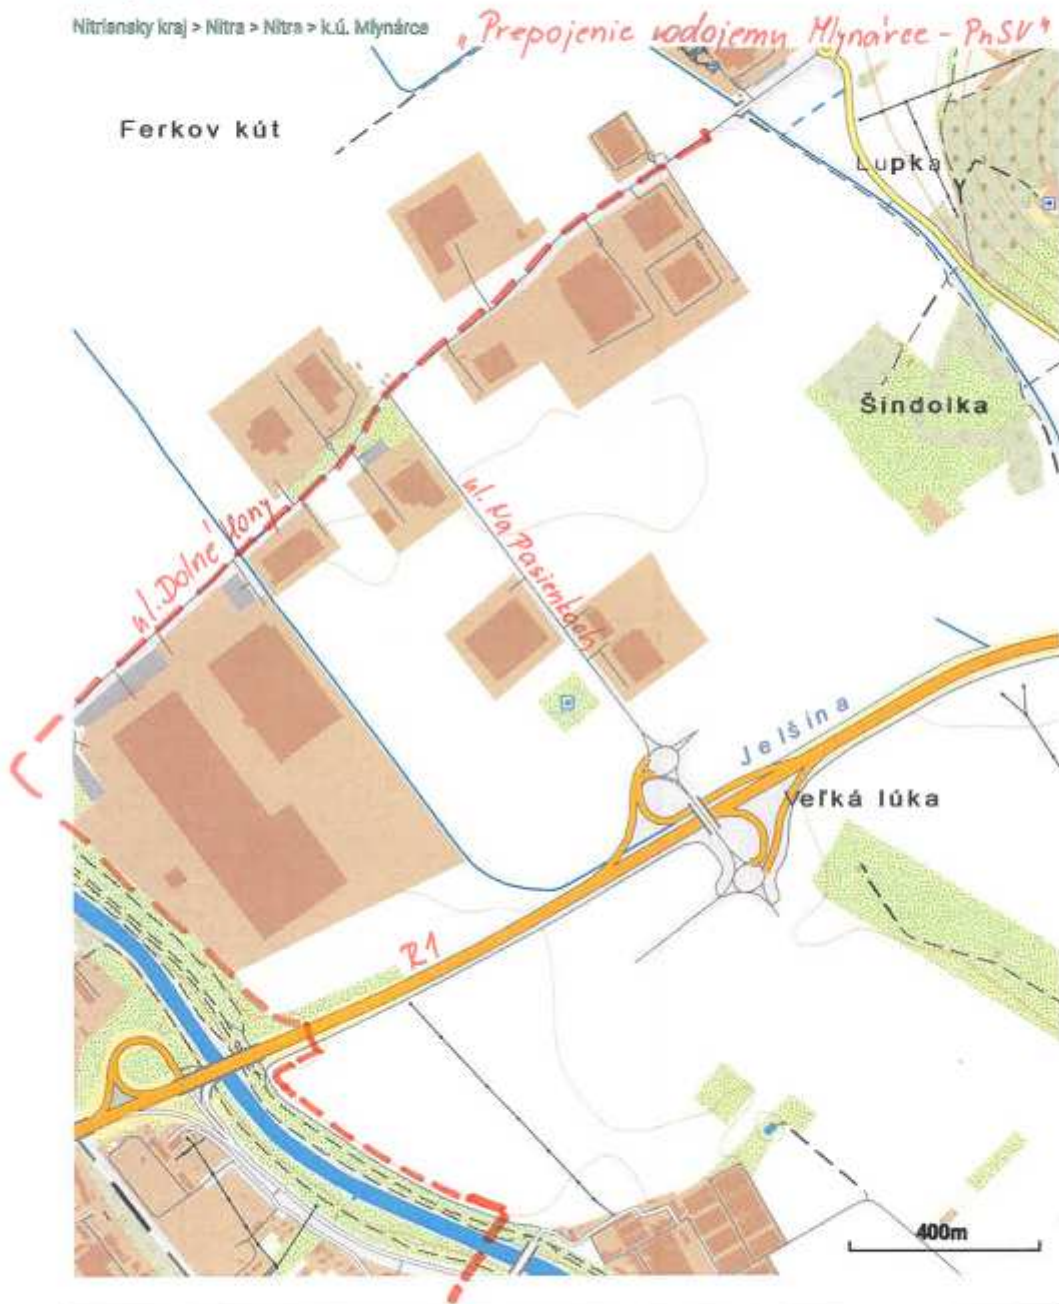 Nitriansky kraj > Nitra > Nitra > k.ú. Mlynárce
„Prepojenie vodojemu Mlynárce - PnSV"
Ferkov kút
Lupka
Šindolka
ul. Dolné hony
ul. Na Pasienkoch
Jelšina
Veľká lúka
R1
400m